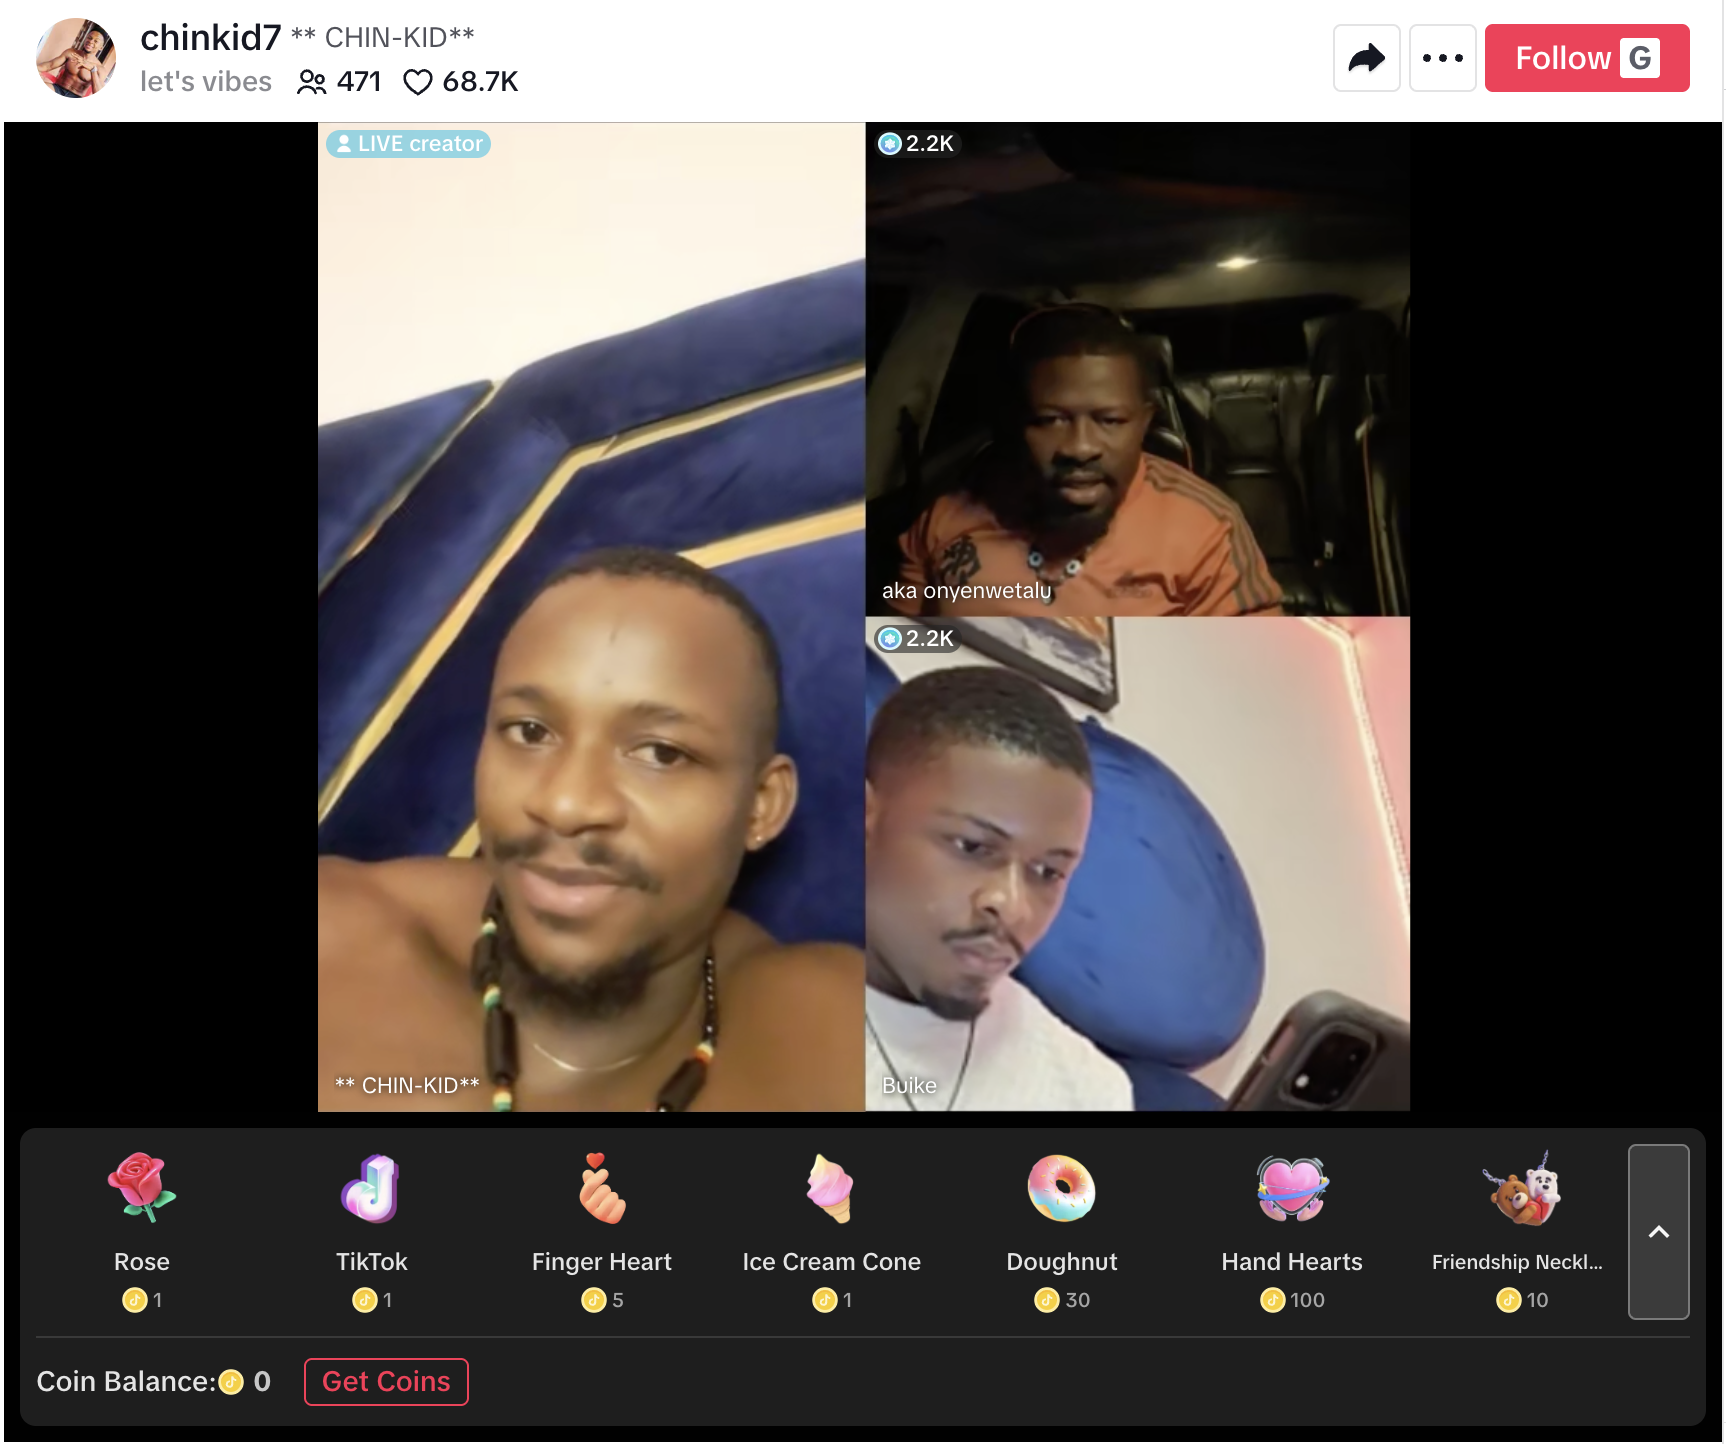 chinkid7 ** CHIN-KID**
let's vibes 471 68.7K
Follow G
LIVE creator
2.2K
aka onyenwetalu
2.2K
** CHIN-KID**
Buike
Rose
TikTok
Finger Heart
Ice Cream Cone
Doughnut
Hand Hearts
Friendship Neckl...
1
1
5
1
30
100
10
Coin Balance: 0
Get Coins